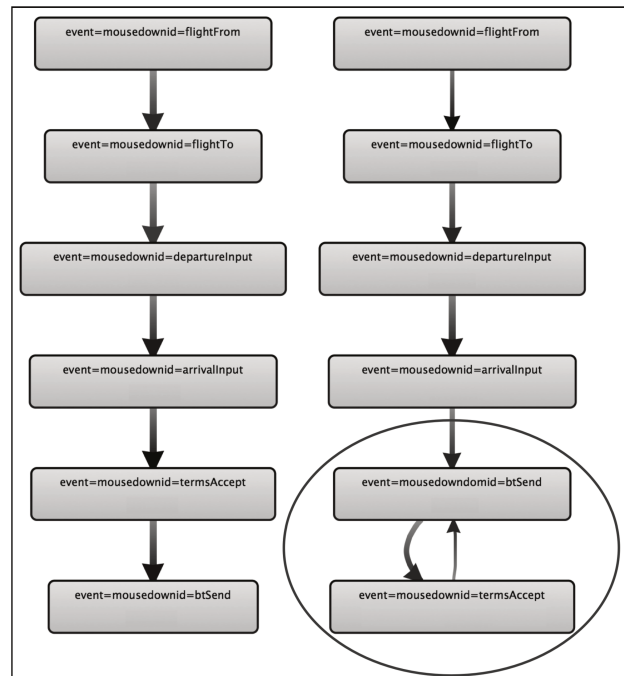 event=mousedownid=flightFrom
event=mousedownid=flightTo
event=mousedownid=departureInput
event=mousedownid=arrivalInput
event=mousedownid=termsAccept
event=mousedownid=btSend
event=mousedownid=flightFrom
event=mousedownid=flightTo
event=mousedownid=departureInput
event=mousedownid=arrivalInput
event=mousedowndomid=btSend
event=mousedownid=termsAccept